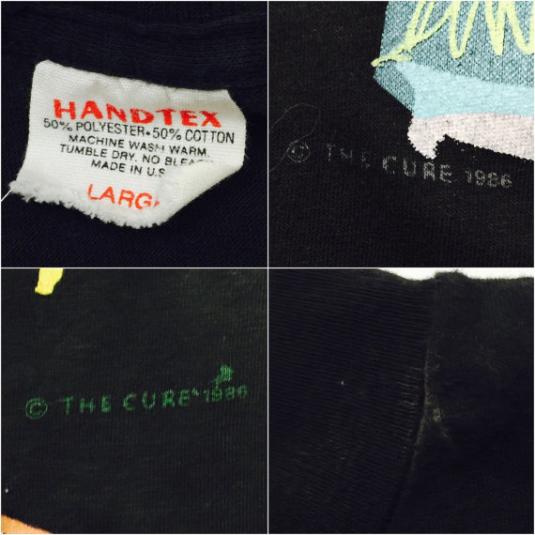 HANDTEX
50% POLYESTER•50% COTTON
MACHINE WASH WARM
TUMBLE DRY. NO BLEA
MADE IN U.S
LARG
© THE CURE 1986
© THE CURE 1986